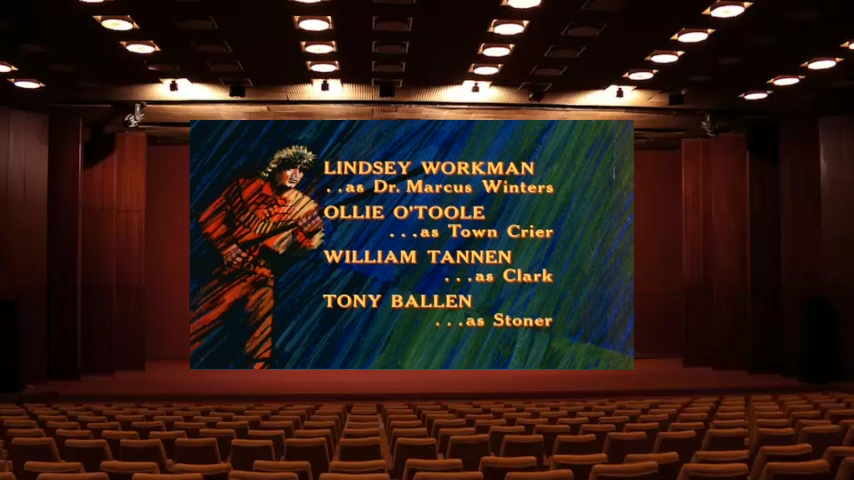 LINDSEY WORKMAN
..as Dr. Marcus Winters
OLLIE O'TOOLE
...as Town Crier
WILLIAM TANNEN
...as Clark
TONY BALLEN
...as Stoner